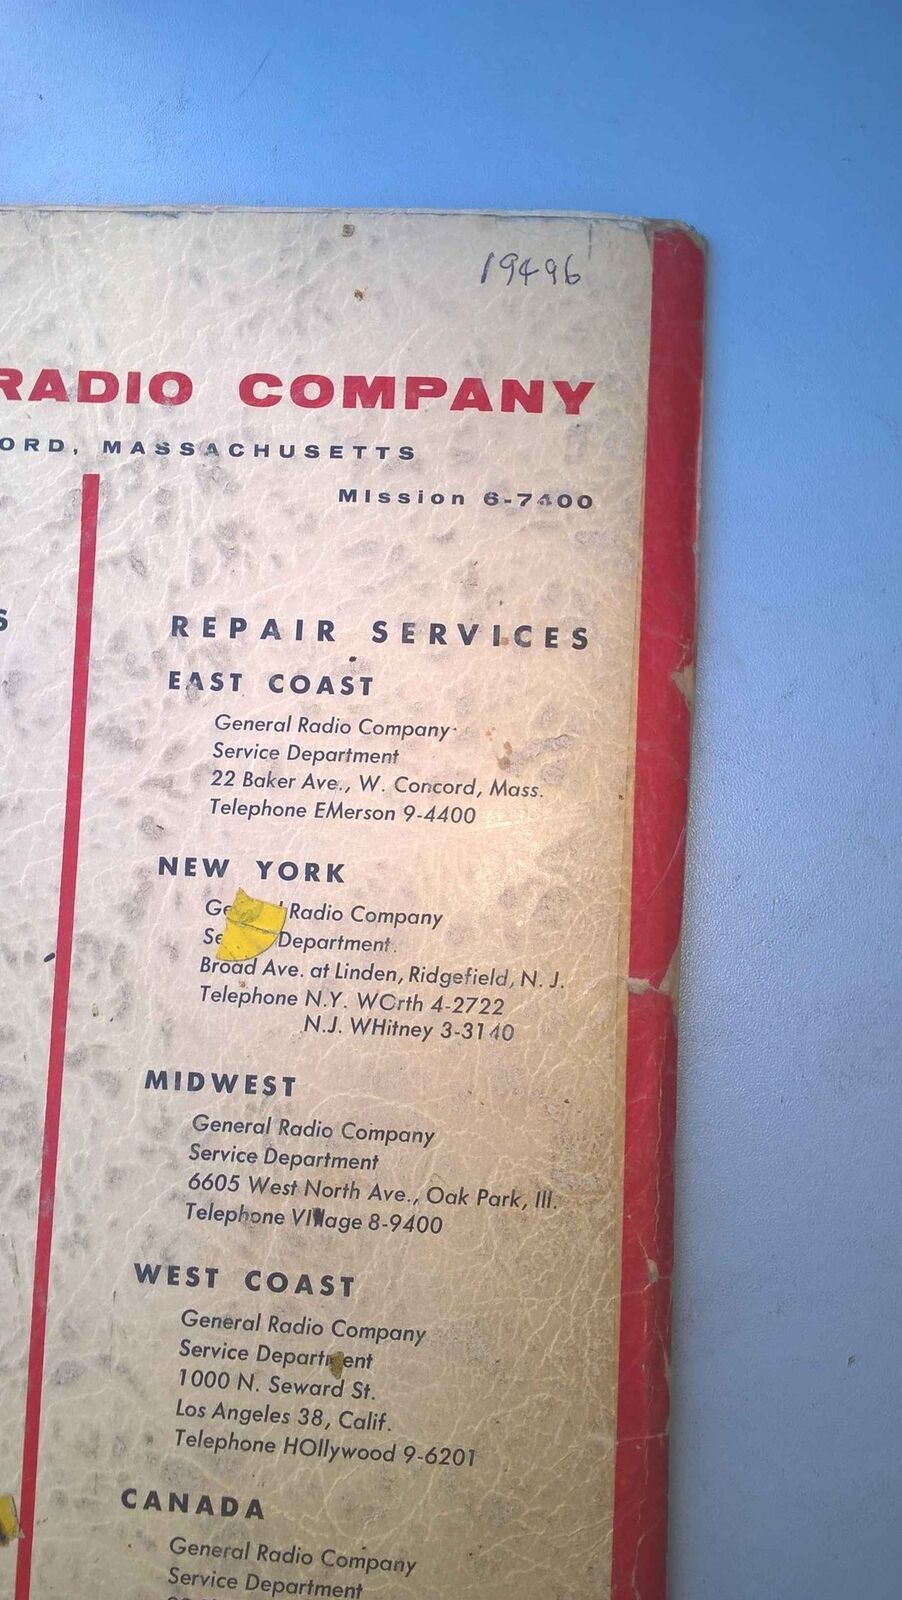 19496
RADIO COMPANY
ORD, MASSACHUSETTS
MIssion 6-7400
S
REPAIR SERVICES
EAST COAST
General Radio Company
Service Department
22 Baker Ave., W. Concord, Mass.
Telephone EMerson 9-4400
NEW YORK
Radio Company
Department
Broad Ave. at Linden, Ridgefield, N. J.
Telephone N.Y. WOrth 4-2722
N.J. WHitney 3-3140
MIDWEST
General Radio Company
Service Department
6605 West North Ave., Oak Park, Ill.
Telephone VIllage 8-9400
WEST COAST
General Radio Company
Service Department
1000 N. Seward St.
Los Angeles 38, Calif.
Telephone HOllywood 9-6201
CANADA
General Radio Company
Service Department